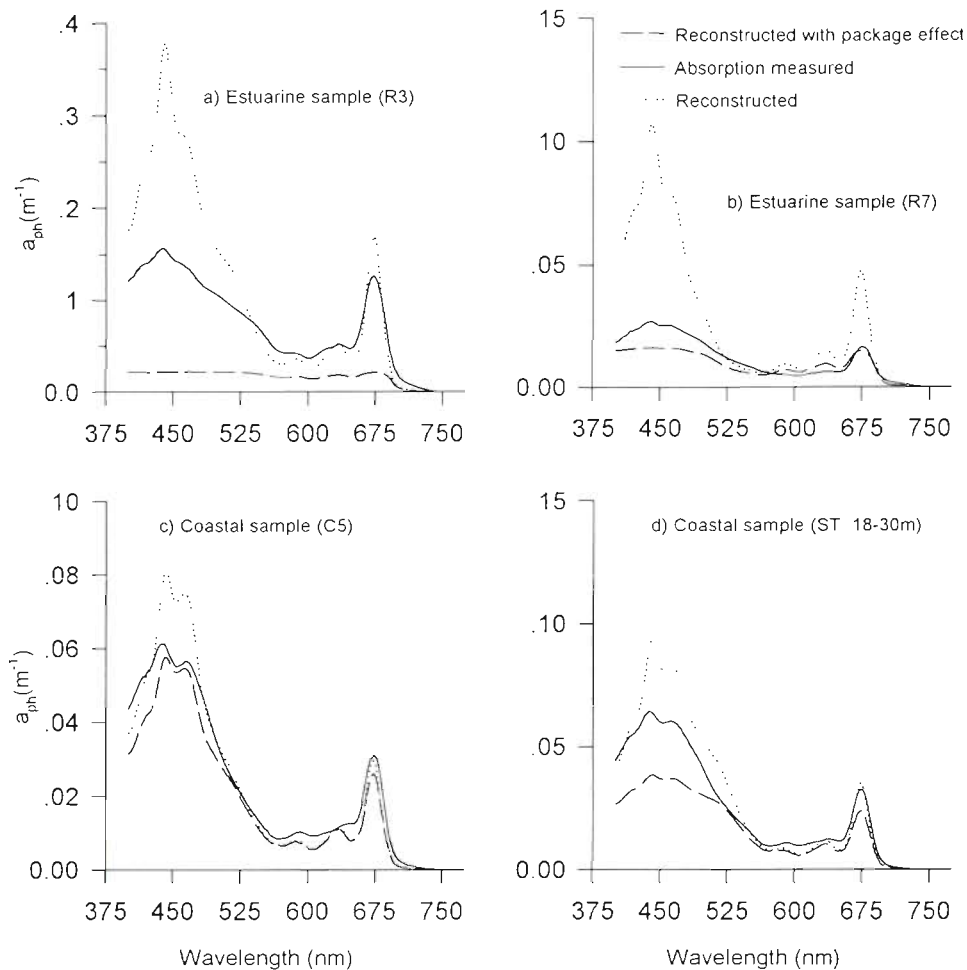 .4
.3
.2
.1
0.0
a_ph(m⁻¹)
a) Estuarine sample (R3)
375 450 525 600 675 750
.15
.10
.05
0.00
Reconstructed with package effect
Absorption measured
Reconstructed
b) Estuarine sample (R7)
375 450 525 600 675 750
.10
.08
.06
.04
.02
0.00
a_ph(m⁻¹)
c) Coastal sample (C5)
375 450 525 600 675 750
Wavelength (nm)
.15
.10
.05
0.00
d) Coastal sample (ST 18-30m)
375 450 525 600 675 750
Wavelength (nm)